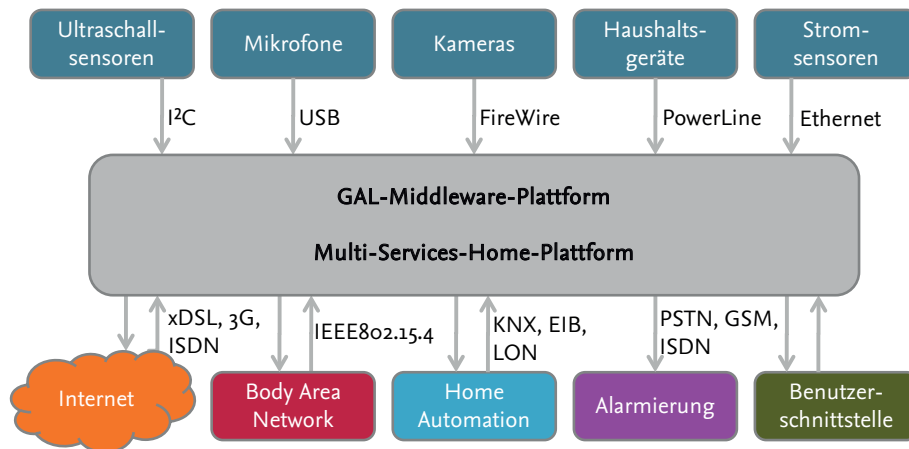 Ultraschall-
sensoren
Mikrofone
Kameras
Haushalts-
geräte
Strom-
sensoren
I²C
USB
FireWire
PowerLine
Ethernet
GAL-Middleware-Plattform
Multi-Services-Home-Plattform
xDSL, 3G,
ISDN
IEEE802.15.4
KNX, EIB,
LON
PSTN, GSM,
ISDN
Internet
Body Area
Network
Home
Automation
Alarmierung
Benutzer-
schnittstelle